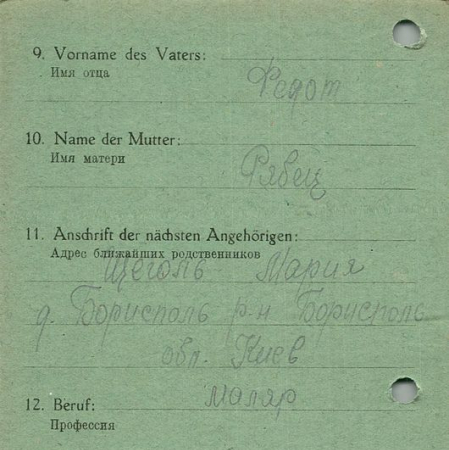 9. Vorname des Vaters:
Имя отца
Федот
10. Name der Mutter:
Имя матери
Рябец
11. Anschrift der nächsten Angehörigen:
Адрес ближайших родственников
Щеголь Мария
д. Борисполь р-н Борисполь
обл. Киев
маляр
12. Beruf:
Профессия